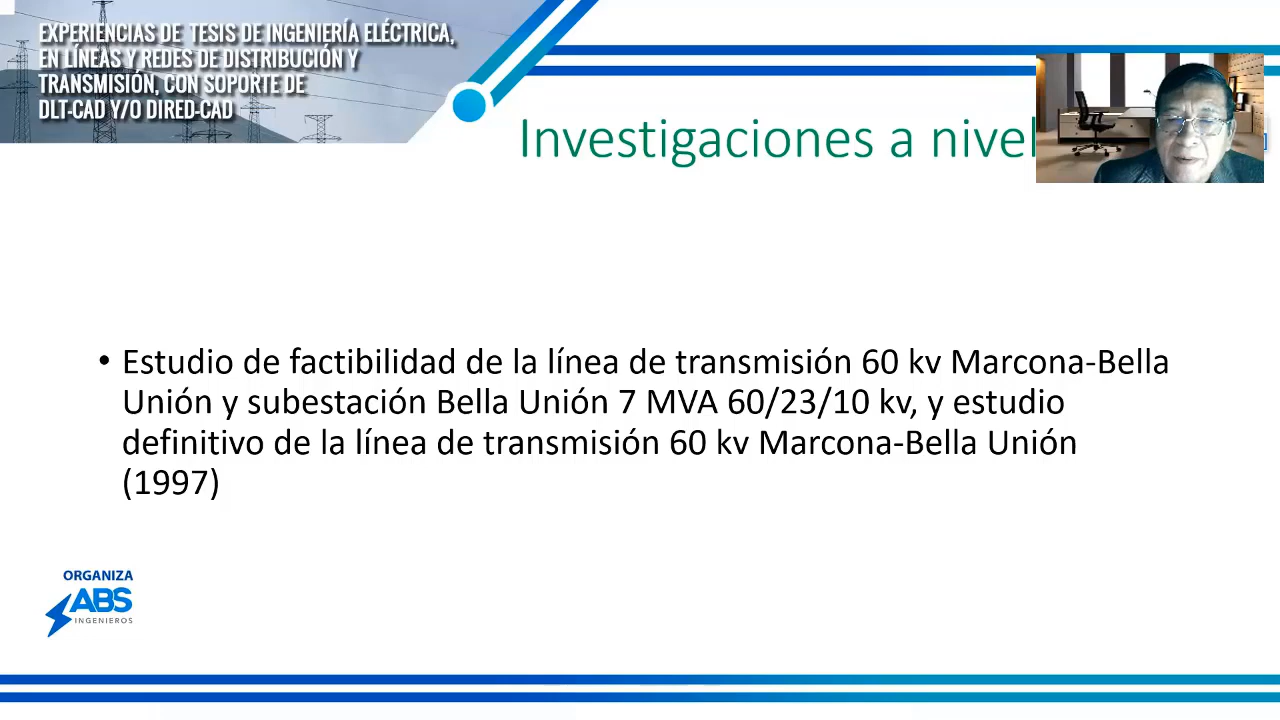 EXPERIENCIAS DE TESIS DE INGENIERÍA ELÉCTRICA,
EN LÍNEAS Y REDES DE DISTRIBUCIÓN Y
TRANSMISIÓN, CON SOPORTE DE
DLT-CAD Y/O DIRED-CAD
Investigaciones a nivel
• Estudio de factibilidad de la línea de transmisión 60 kv Marcona-Bella
Unión y subestación Bella Unión 7 MVA 60/23/10 kv, y estudio
definitivo de la línea de transmisión 60 kv Marcona-Bella Unión
(1997)
ORGANIZA
ABS
INGENIEROS